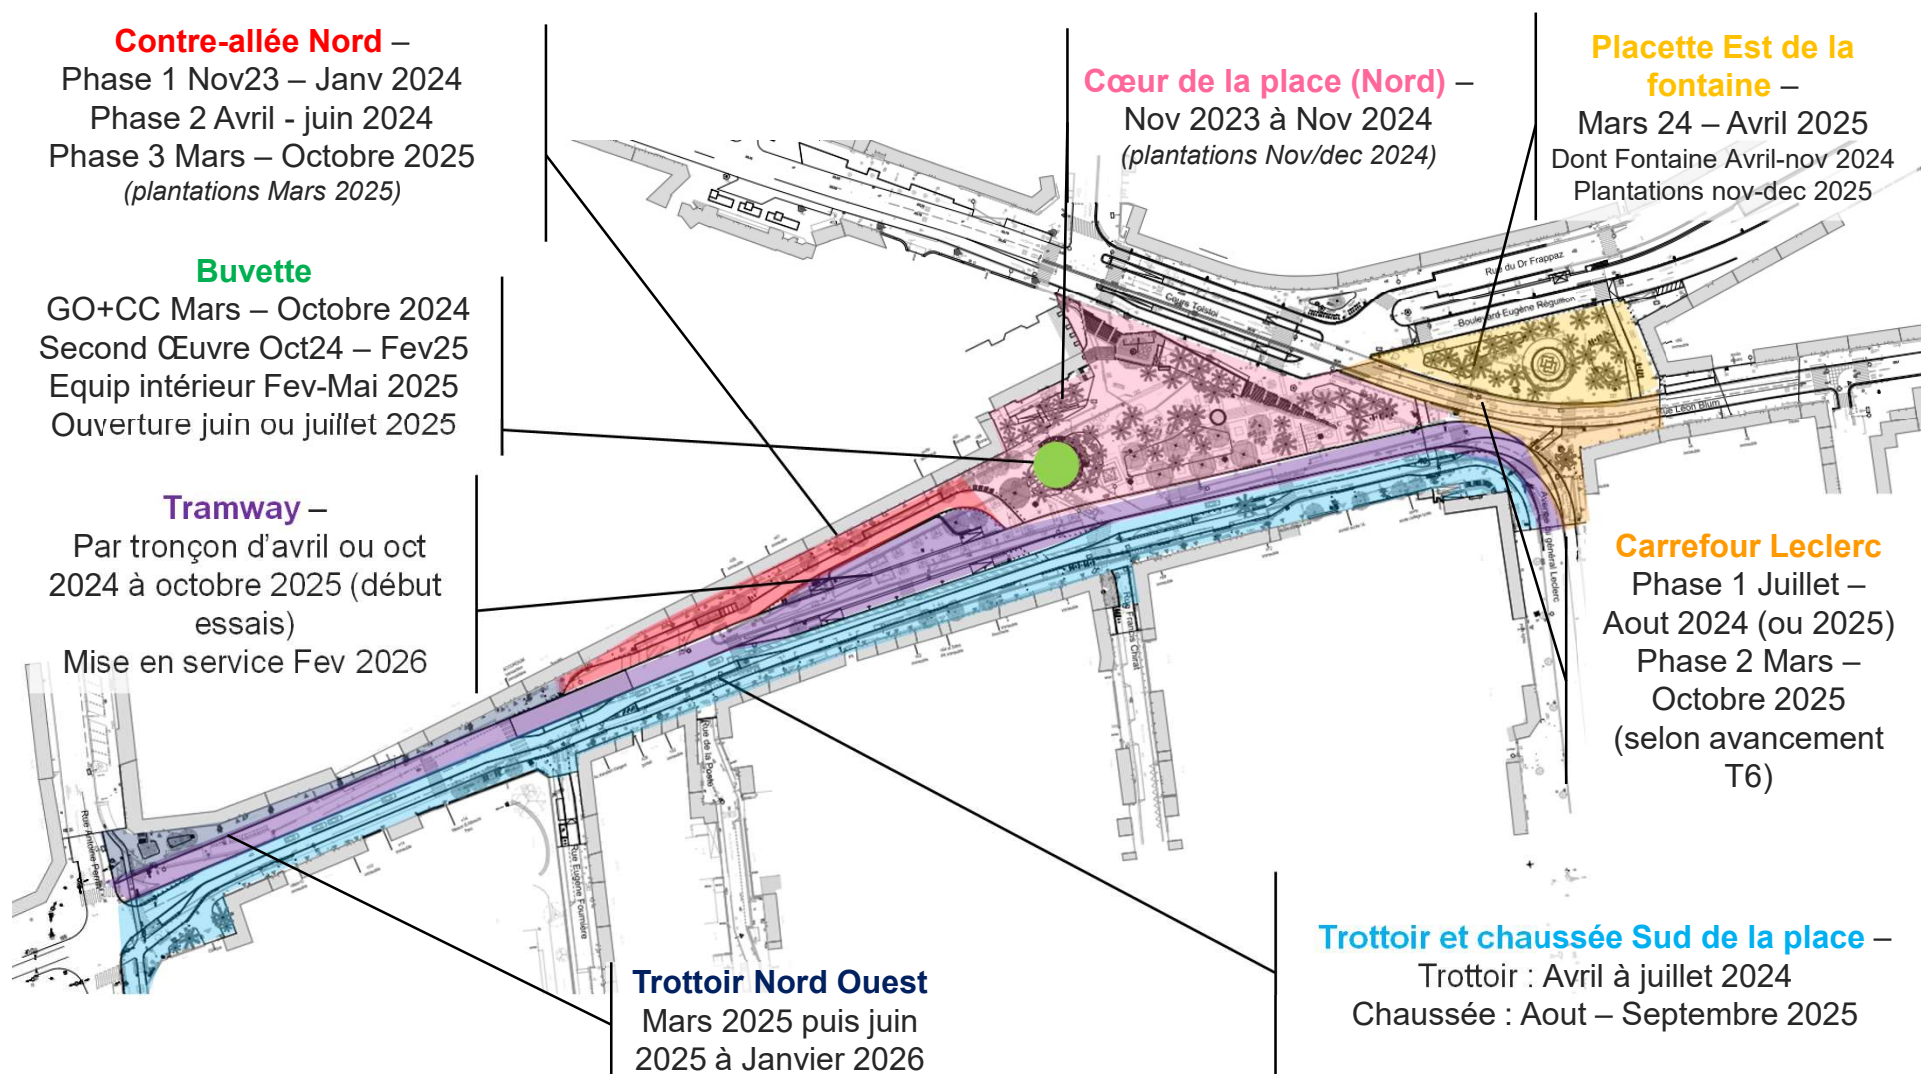 Contre-allée Nord –
Phase 1 Nov23 – Janv 2024
Phase 2 Avril - juin 2024
Phase 3 Mars – Octobre 2025
(plantations Mars 2025)
Cœur de la place (Nord) –
Nov 2023 à Nov 2024
(plantations Nov/dec 2024)
Placette Est de la
fontaine –
Mars 24 – Avril 2025
Dont Fontaine Avril-nov 2024
Plantations nov-dec 2025
Buvette
GO+CC Mars – Octobre 2024
Second Œuvre Oct24 – Fev25
Equip intérieur Fev-Mai 2025
Ouverture juin ou juillet 2025
Tramway –
Par tronçon d’avril ou oct
2024 à octobre 2025 (début
essais)
Mise en service Fev 2026
Rue du Dr Frappaz
Cours Tolstoï
Boulevard Eugène Réguillon
Rue Léon Blum
Avenue du général Leclerc
Rue Francis Chirat
Rue de la Poste
Rue Eugène Fournière
Rue Antoine Perrin
Carrefour Leclerc
Phase 1 Juillet –
Aout 2024 (ou 2025)
Phase 2 Mars –
Octobre 2025
(selon avancement
T6)
Trottoir Nord Ouest
Mars 2025 puis juin
2025 à Janvier 2026
Trottoir et chaussée Sud de la place –
Trottoir : Avril à juillet 2024
Chaussée : Aout – Septembre 2025